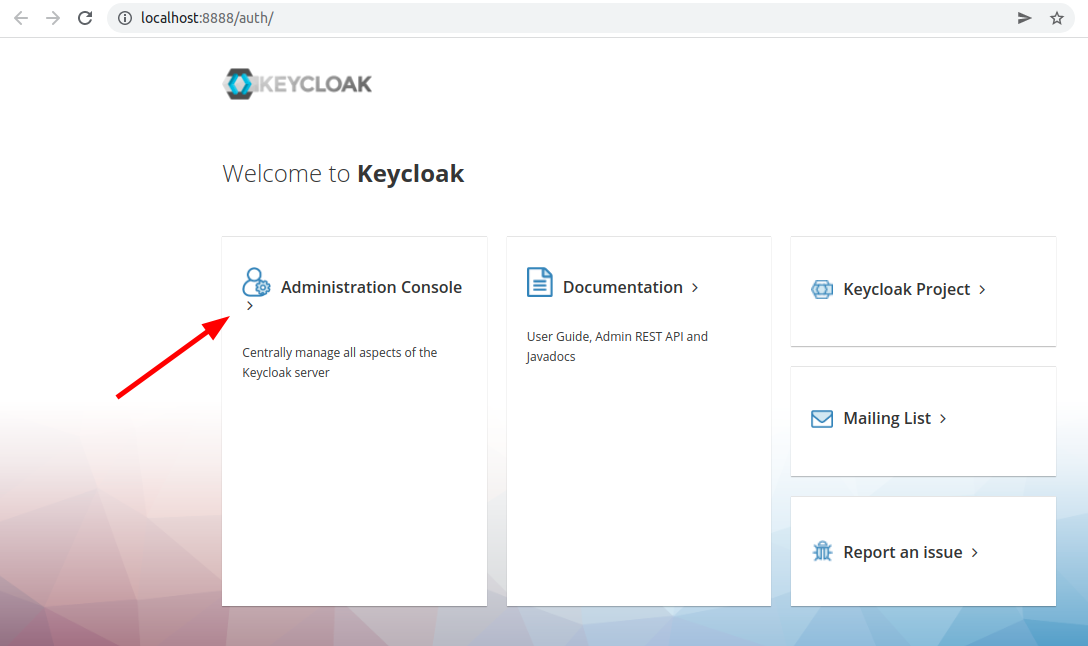 localhost:8888/auth/
KEYCLOAK
Welcome to Keycloak
Administration Console
Centrally manage all aspects of the
Keycloak server
Documentation
User Guide, Admin REST API and
Javadocs
Keycloak Project
Mailing List
Report an issue